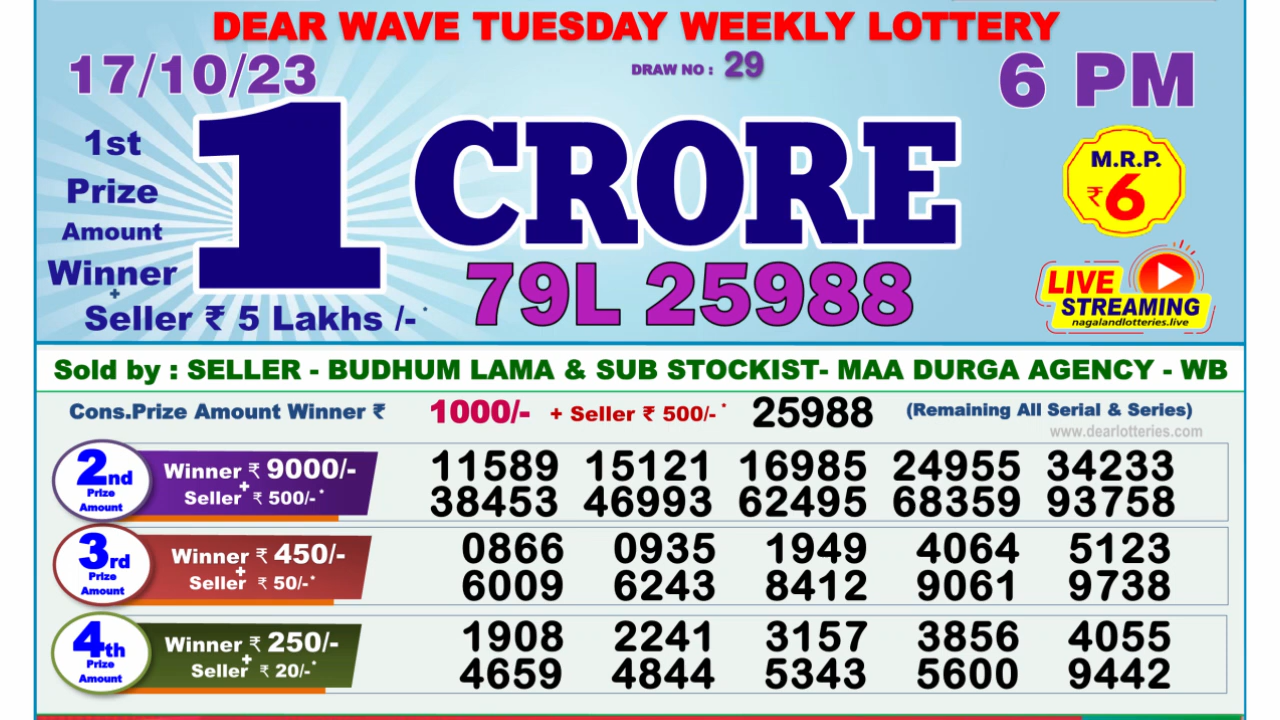 DEAR WAVE TUESDAY WEEKLY LOTTERY
17/10/23
DRAW NO : 29
6 PM
1st
Prize
Amount
Winner
+
Seller ₹ 5 Lakhs /- *
1 CRORE
79L 25988
M.R.P.
₹6
LIVE
STREAMING
nagalandlotteries.live
Sold by : SELLER - BUDHUM LAMA & SUB STOCKIST- MAA DURGA AGENCY - WB
Cons.Prize Amount Winner ₹ 1000/- + Seller ₹ 500/- * 25988 (Remaining All Serial & Series)
www.dearlotteries.com
2nd
Prize
Amount
Winner ₹ 9000/-
+
Seller ₹ 500/- *
11589 15121 16985 24955 34233
38453 46993 62495 68359 93758
3rd
Prize
Amount
Winner ₹ 450/-
+
Seller ₹ 50/- *
0866 0935 1949 4064 5123
6009 6243 8412 9061 9738
4th
Prize
Amount
Winner ₹ 250/-
+
Seller ₹ 20/- *
1908 2241 3157 3856 4055
4659 4844 5343 5600 9442